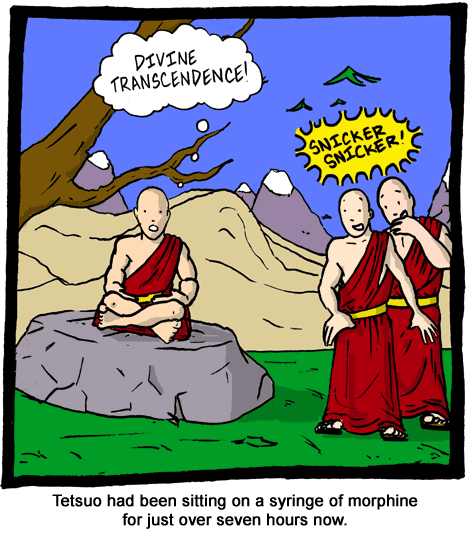 DIVINE
TRANSCENDENCE!
SNICKER
SNICKER!
Tetsuo had been sitting on a syringe of morphine
for just over seven hours now.